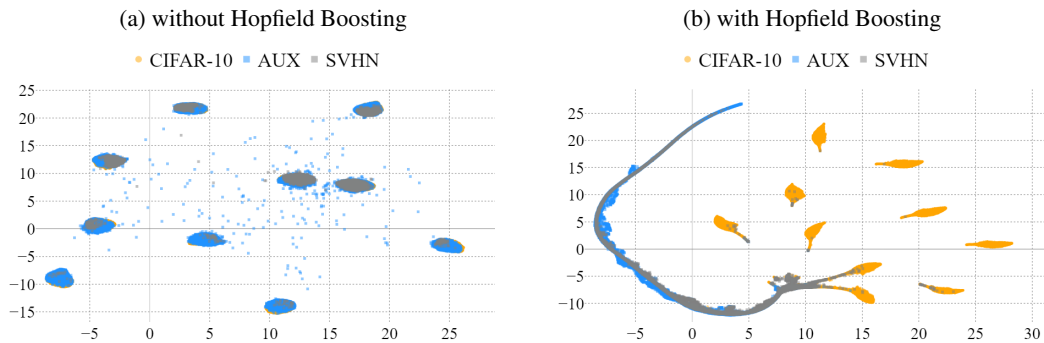 (a) without Hopfield Boosting
CIFAR-10 AUX SVHN
25
20
15
10
5
0
−5
−10
−15
−5 0 5 10 15 20 25
(b) with Hopfield Boosting
CIFAR-10 AUX SVHN
25
20
15
10
5
0
−5
−10
−5 0 5 10 15 20 25 30